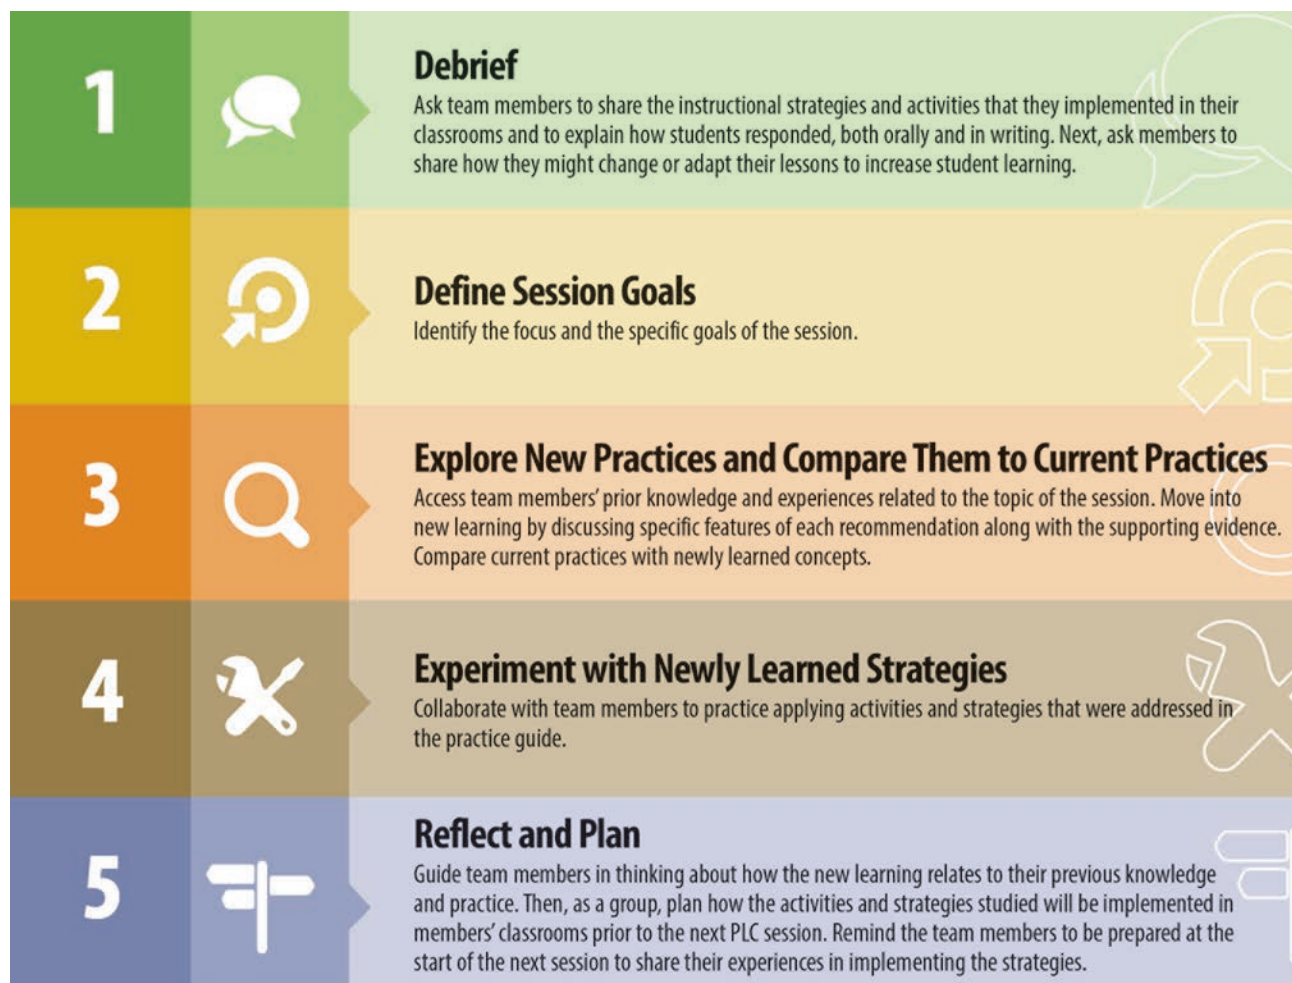 1
Debrief
Ask team members to share the instructional strategies and activities that they implemented in their
classrooms and to explain how students responded, both orally and in writing. Next, ask members to
share how they might change or adapt their lessons to increase student learning.
2
Define Session Goals
Identify the focus and the specific goals of the session.
3
Explore New Practices and Compare Them to Current Practices
Access team members’ prior knowledge and experiences related to the topic of the session. Move into
new learning by discussing specific features of each recommendation along with the supporting evidence.
Compare current practices with newly learned concepts.
4
Experiment with Newly Learned Strategies
Collaborate with team members to practice applying activities and strategies that were addressed in
the practice guide.
5
Reflect and Plan
Guide team members in thinking about how the new learning relates to their previous knowledge
and practice. Then, as a group, plan how the activities and strategies studied will be implemented in
members’ classrooms prior to the next PLC session. Remind the team members to be prepared at the
start of the next session to share their experiences in implementing the strategies.